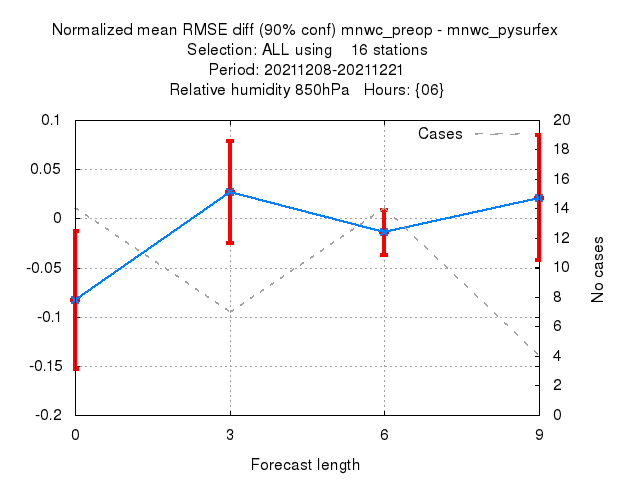 Normalized mean RMSE diff (90% conf) mnwc_preop - mnwc_pysurfex
Selection: ALL using    16 stations
Period: 20211208-20211221
Relative humidity 850hPa   Hours: {06}
0.1
0.05
0
-0.05
-0.1
-0.15
-0.2
Cases
20
18
16
14
12
10
8
6
4
2
0
No cases
0 3 6 9
Forecast length